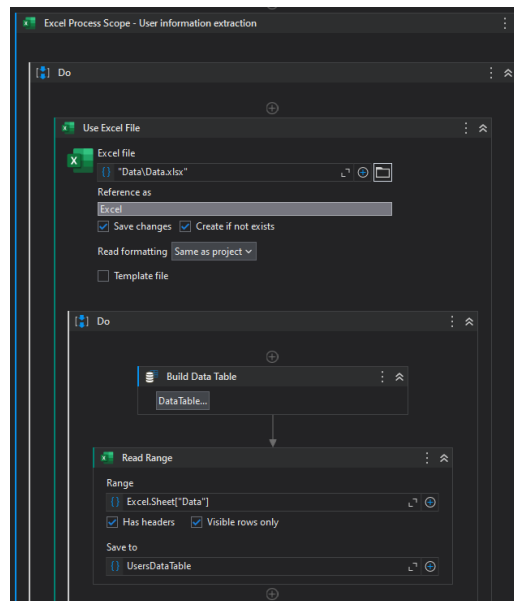 Excel Process Scope - User information extraction
Do
Use Excel File
Excel file
"Data\Data.xlsx"
Reference as
Excel
Save changes Create if not exists
Read formatting Same as project
Template file
Do
Build Data Table
DataTable...
Read Range
Range
Excel.Sheet["Data"]
Has headers Visible rows only
Save to
UsersDataTable